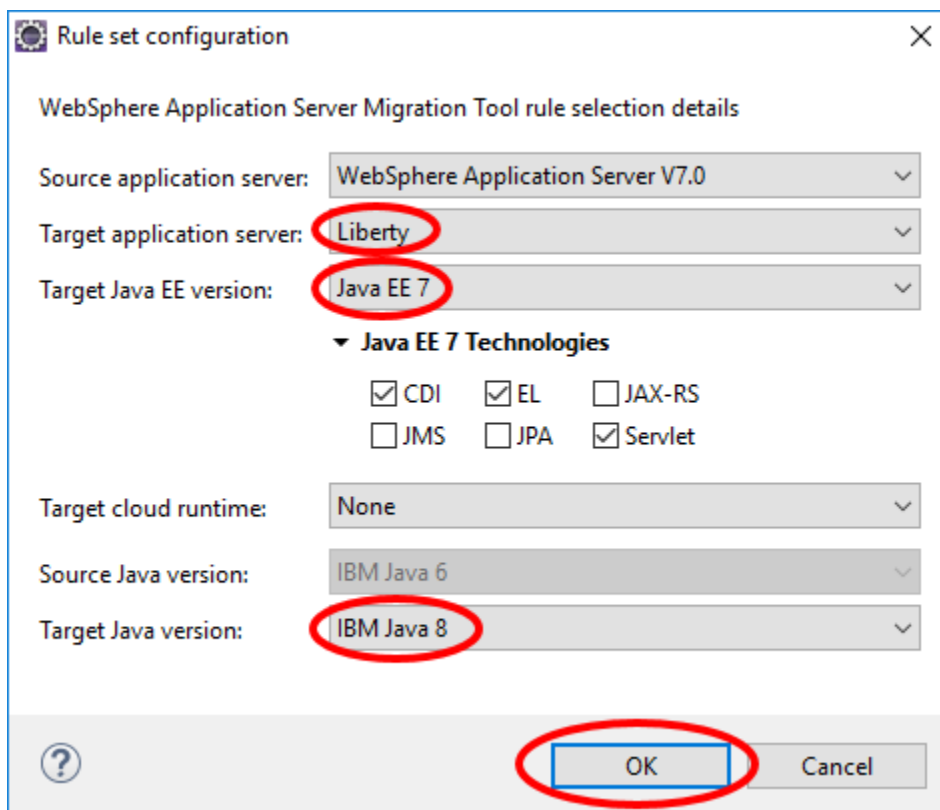 Rule set configuration
WebSphere Application Server Migration Tool rule selection details
Source application server: WebSphere Application Server V7.0
Target application server: Liberty
Target Java EE version: Java EE 7
Java EE 7 Technologies
CDI EL JAX-RS
JMS JPA Servlet
Target cloud runtime: None
Source Java version: IBM Java 6
Target Java version: IBM Java 8
? OK Cancel